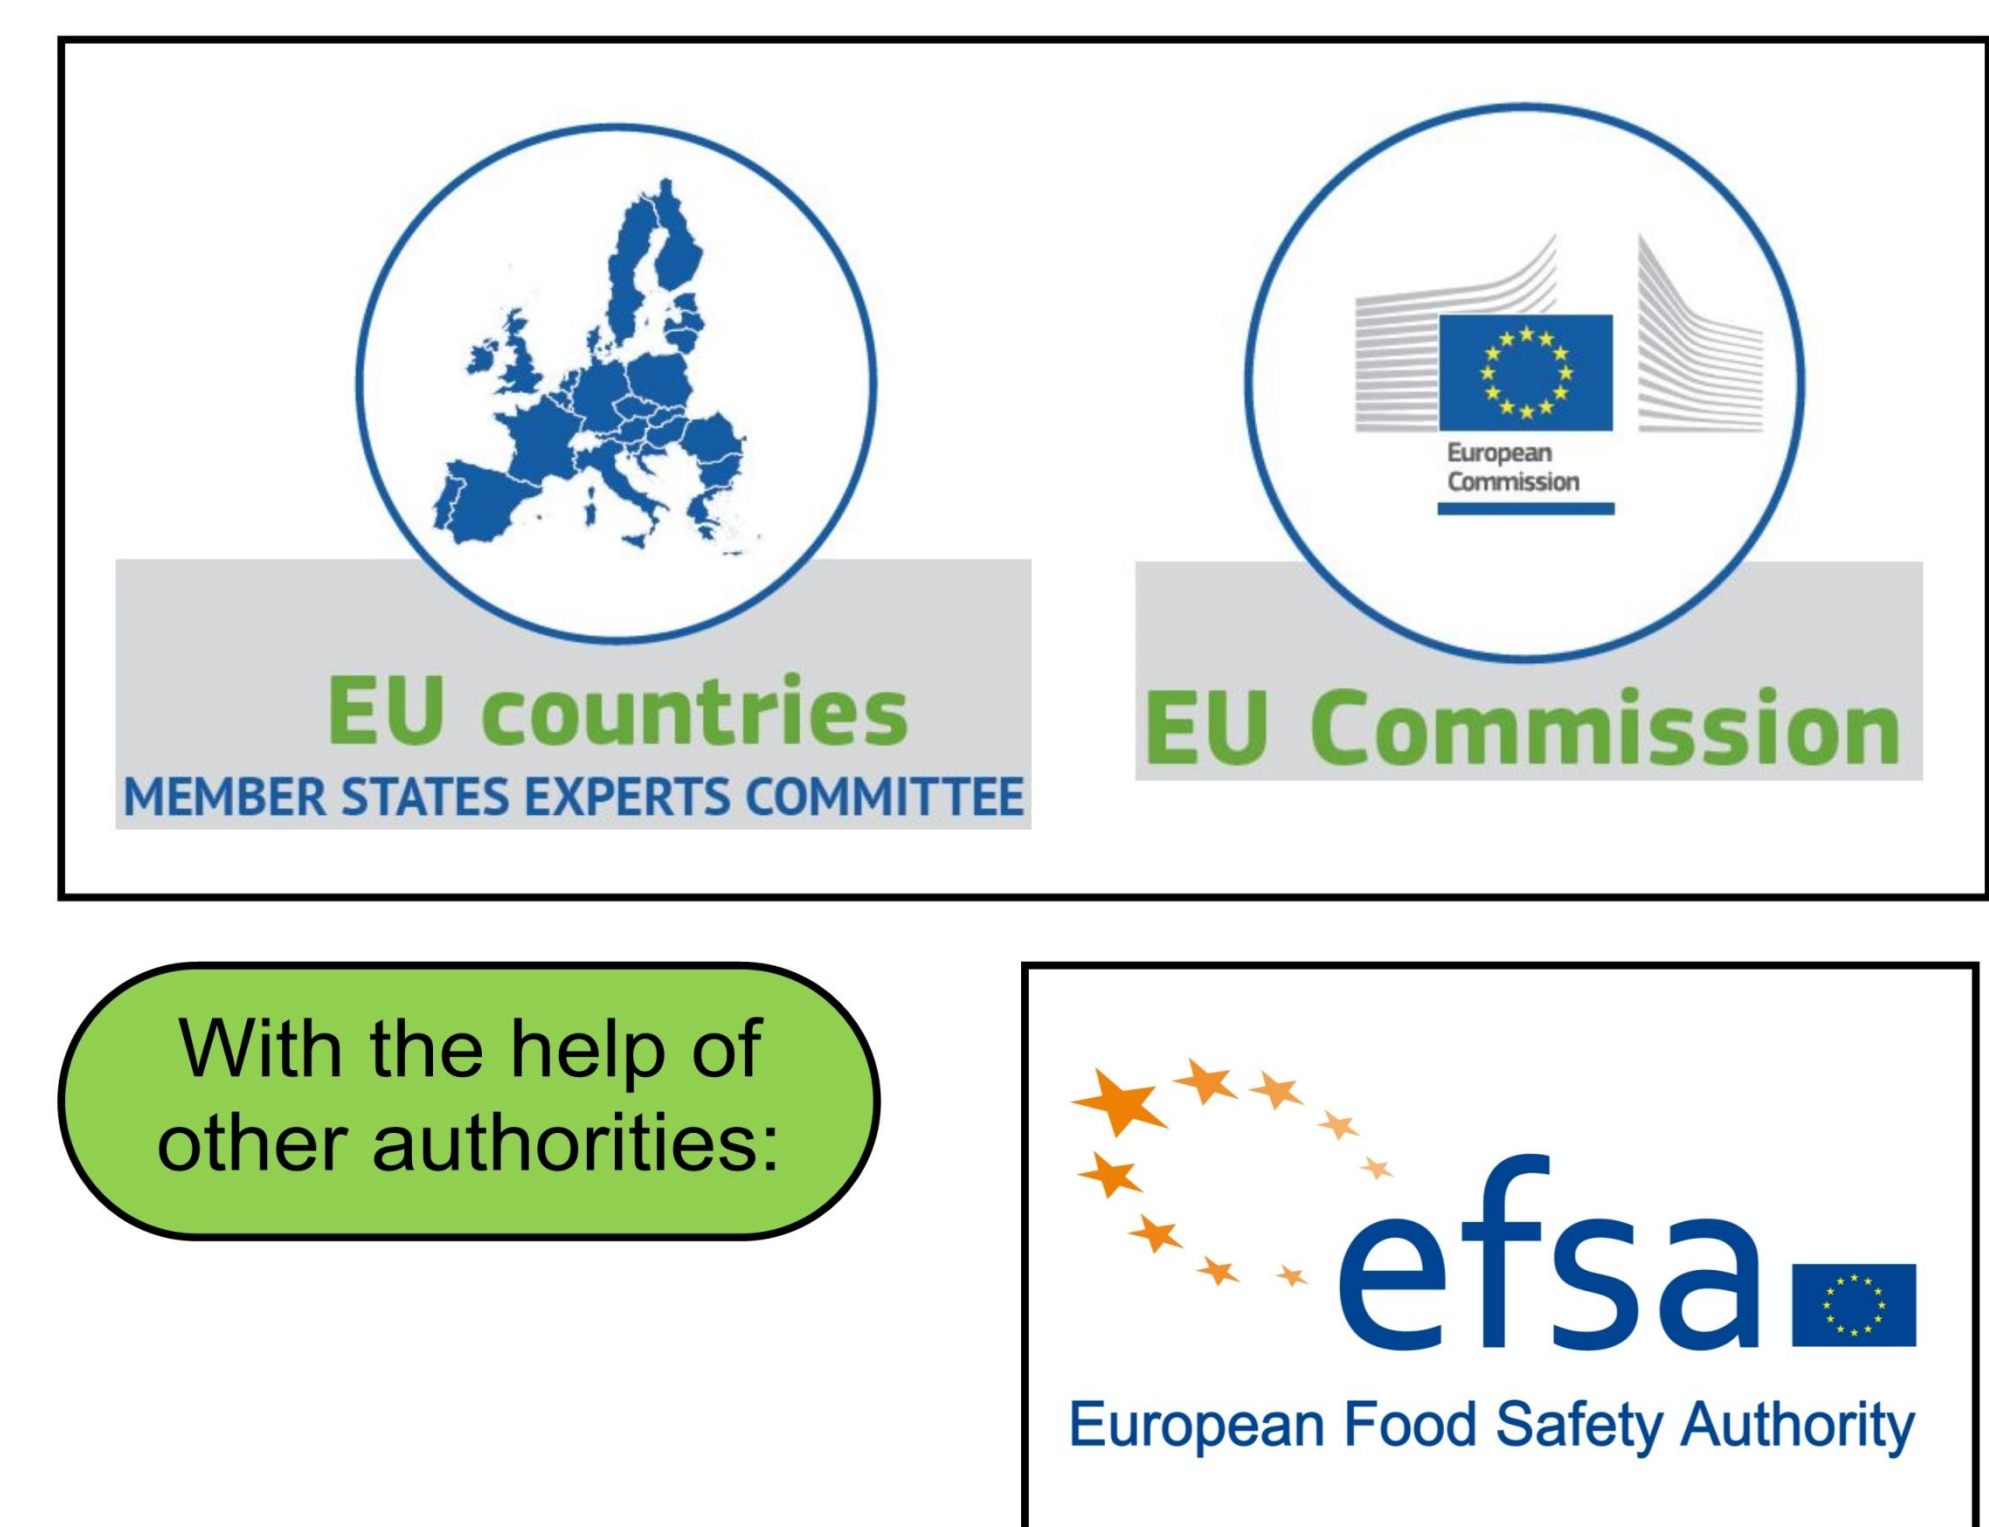 European
Commission
EU countries
MEMBER STATES EXPERTS COMMITTEE
EU Commission
With the help of
other authorities:
efsa
European Food Safety Authority